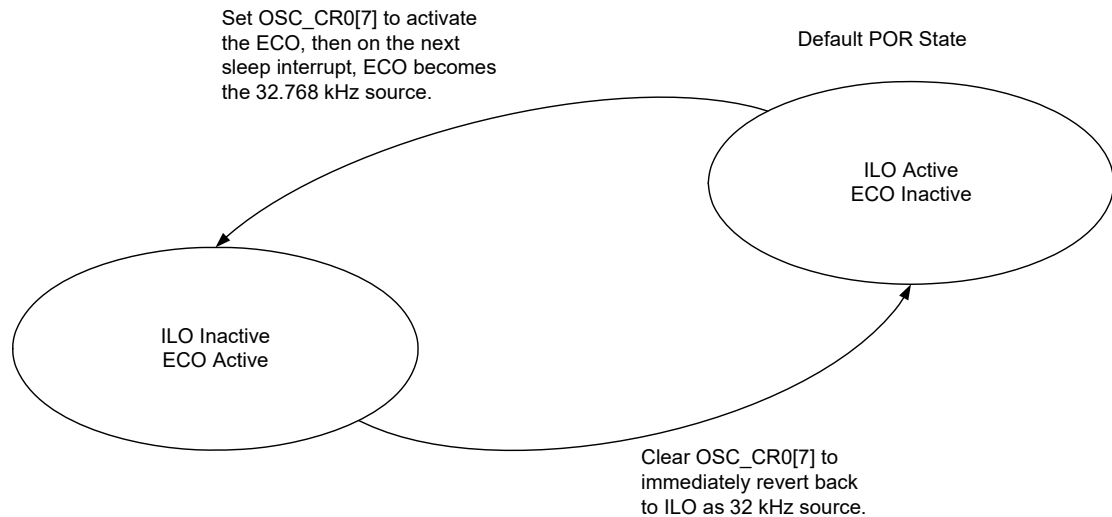 Set OSC_CR0[7] to activate
the ECO, then on the next
sleep interrupt, ECO becomes
the 32.768 kHz source.
Default POR State
ILO Active
ECO Inactive
ILO Inactive
ECO Active
Clear OSC_CR0[7] to
immediately revert back
to ILO as 32 kHz source.